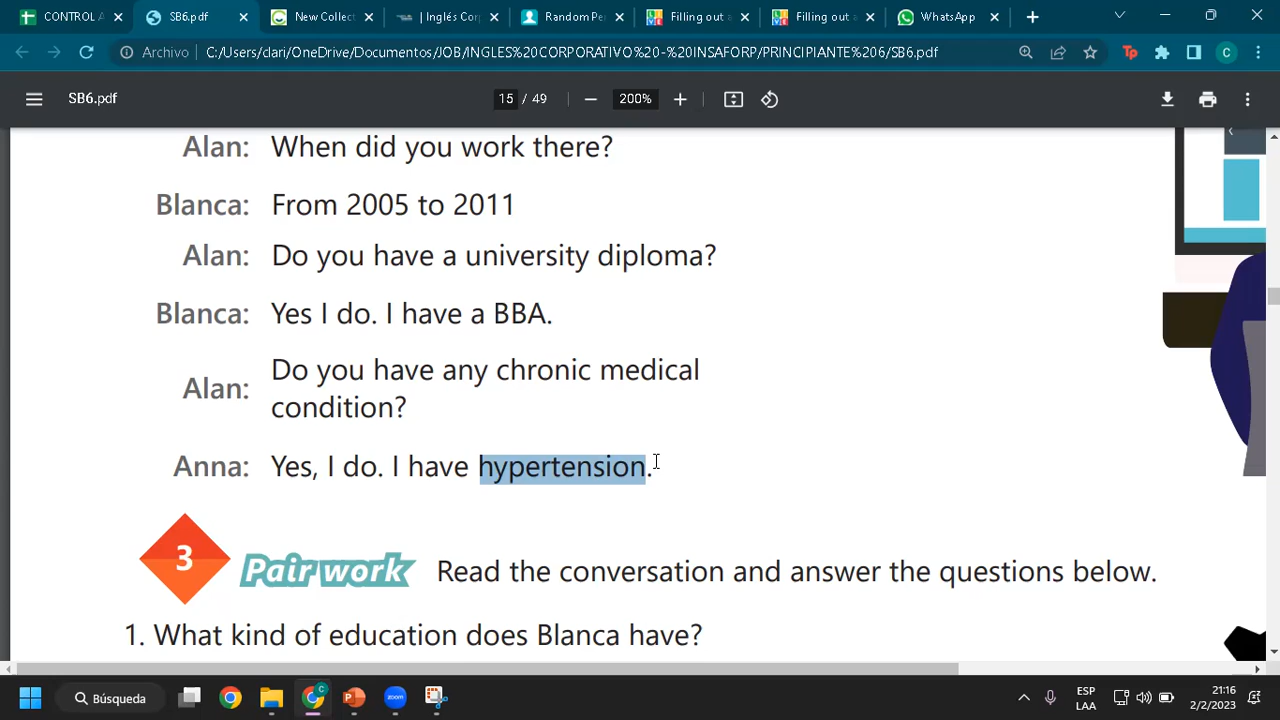 CONTROL A
SB6.pdf
New Collect
| Inglés Cor
Random Pe
Filling out a
Filling out a
WhatsApp
Archivo
C:/Users/clari/OneDrive/Documentos/JOB/INGLES%20CORPORATIVO%20-%20INSAFORP/PRINCIPIANTE%206/SB6.pdf
SB6.pdf
15 / 49
200%
Alan: When did you work there?
Blanca: From 2005 to 2011
Alan: Do you have a university diploma?
Blanca: Yes I do. I have a BBA.
Alan: Do you have any chronic medical
condition?
Anna: Yes, I do. I have hypertension.
3 Pair work Read the conversation and answer the questions below.
1. What kind of education does Blanca have?
Búsqueda
ESP
LAA
21:16
2/2/2023